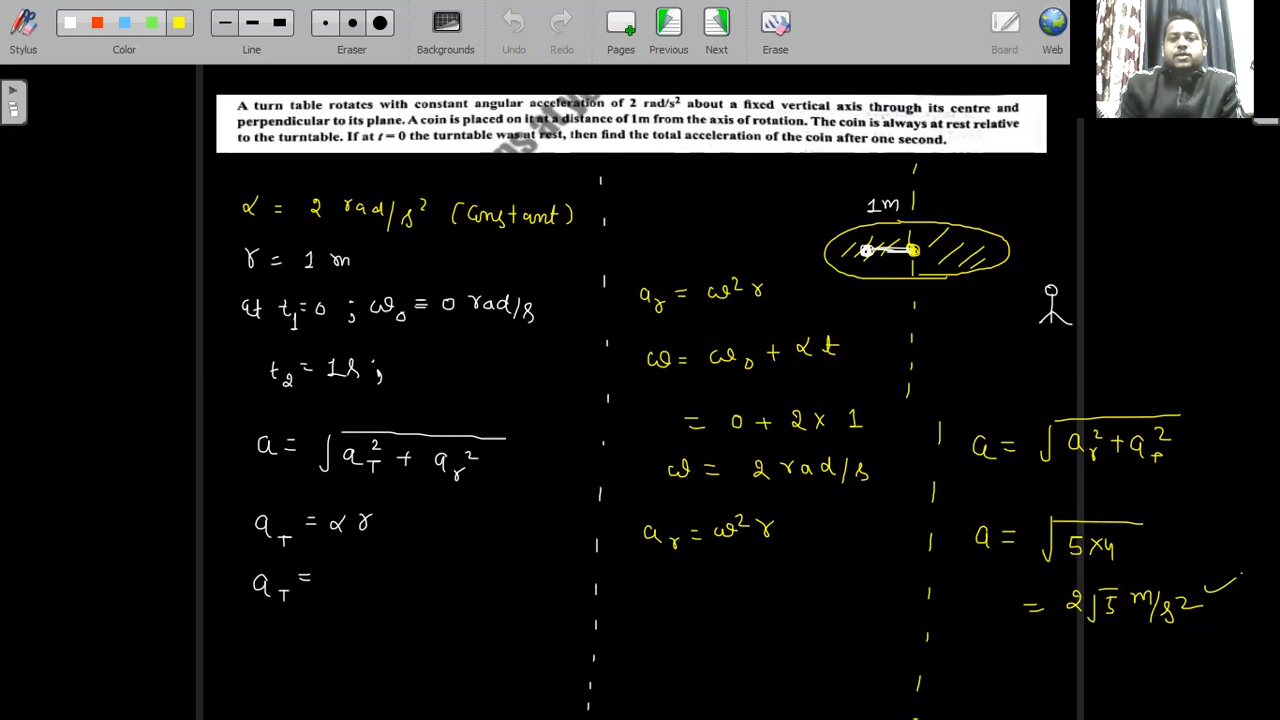 Stylus
Color
Line
Eraser
Backgrounds
Undo
Redo
Pages
Previous
Next
Erase
Board
Web
A turn table rotates with constant angular acceleration of 2 rad/s² about a fixed vertical axis through its centre and
perpendicular to its plane. A coin is placed on it at a distance of 1m from the axis of rotation. The coin is always at rest relative
to the turntable. If at t = 0 the turntable was at rest, then find the total acceleration of the coin after one second.
α = 2 rad/s² (Constant)
r = 1 m
at t₁=0 ; ω₀ = 0 rad/s
t₂ = 1s ;
a = √(a_T² + a_r²)
a_T = α r
a_T =
1m
a_r = ω² r
ω = ω₀ + α t
= 0 + 2 × 1
ω = 2 rad/s
a_r = ω² r
a = √(a_r² + a_T²)
a = √(5×4)
= 2√5 m/s² ✓